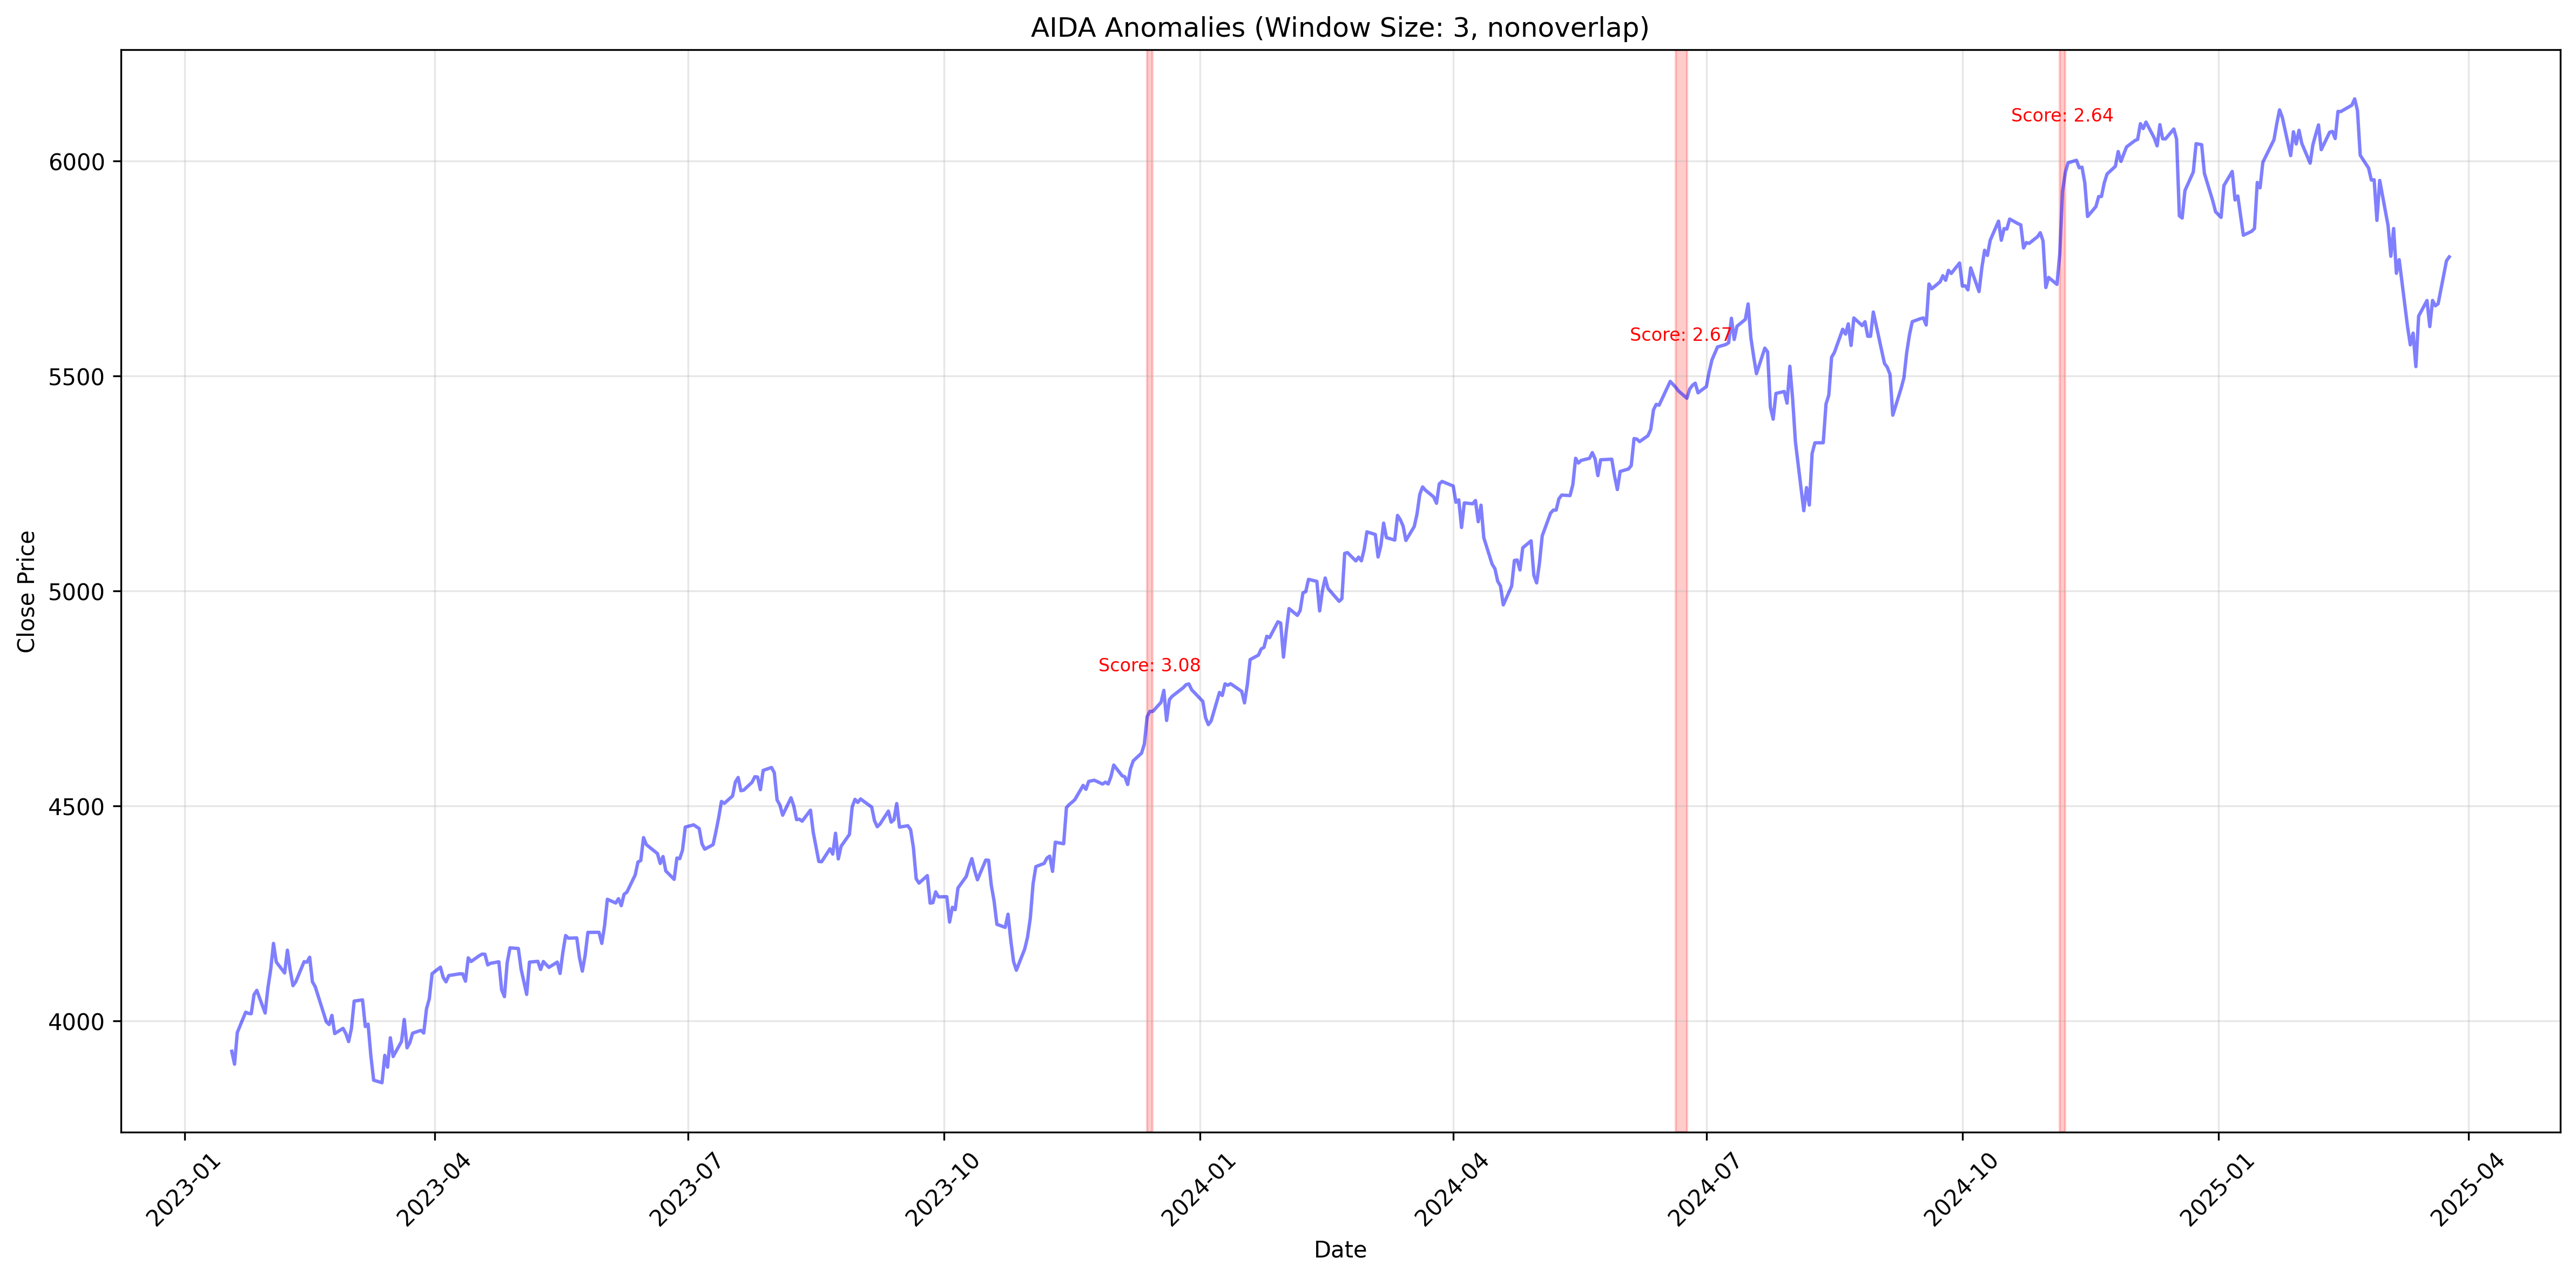 AIDA Anomalies (Window Size: 3, nonoverlap)
Score: 2.64
6000
Score: 2.67
5500
Close Price
5000
Score: 3.08
4500
4000
2023-01
2023-04
2023-07
2023-10
2024-01
2024-04
2024-07
2024-10
2025-01
2025-04
Date